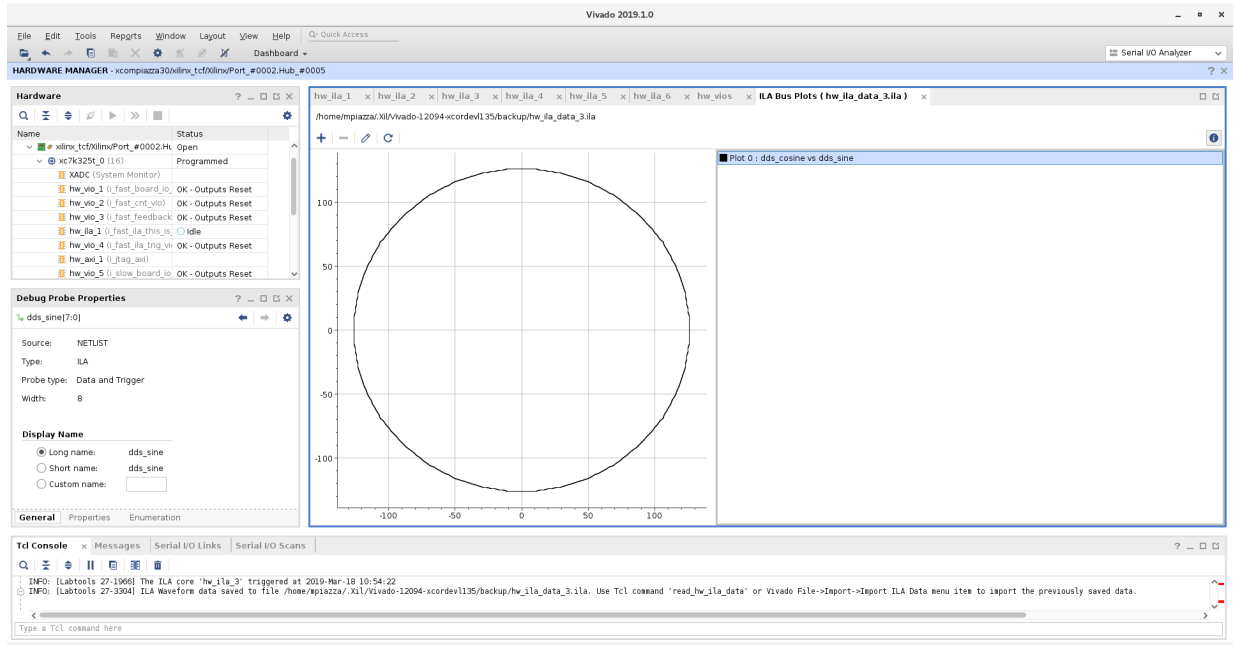 Vivado 2019.1.0
File Edit Tools Reports Window Layout View Help Q- Quick Access
Dashboard
Serial I/O Analyzer
HARDWARE MANAGER - xcompiazza30/xilinx_tcf/Xilinx/Port_#0002.Hub_#0005
Hardware
Name Status
xilinx_tcf/Xilinx/Port_#0002.Hu Open
xc7k325t_0 (16) Programmed
XADC (System Monitor)
hw_vio_1 (i_fast_board_io_ OK - Outputs Reset
hw_vio_2 (i_fast_cnt_vio) OK - Outputs Reset
hw_vio_3 (i_fast_feedback OK - Outputs Reset
hw_ila_1 (i_fast_ila_this_is_ Idle
hw_vio_4 (i_fast_ila_trig_vi OK - Outputs Reset
hw_axi_1 (i_jtag_axi)
hw_vio_5 (i_slow_board_io OK - Outputs Reset
Debug Probe Properties
dds_sine[7:0]
Source: NETLIST
Type: ILA
Probe type: Data and Trigger
Width: 8
Display Name
Long name: dds_sine
Short name: dds_sine
Custom name:
General Properties Enumeration
hw_ila_1 hw_ila_2 hw_ila_3 hw_ila_4 hw_ila_5 hw_ila_6 hw_vios ILA Bus Plots ( hw_ila_data_3.ila )
/home/mpiazza/.Xil/Vivado-12094-xcordevl135/backup/hw_ila_data_3.ila
100
50
0
-50
-100
-100 -50 0 50 100
Plot 0 : dds_cosine vs dds_sine
Tcl Console Messages Serial I/O Links Serial I/O Scans
INFO: [Labtools 27-1966] The ILA core 'hw_ila_3' triggered at 2019-Mar-18 10:54:22
INFO: [Labtools 27-3304] ILA Waveform data saved to file /home/mpiazza/.Xil/Vivado-12094-xcordevl135/backup/hw_ila_data_3.ila. Use Tcl command 'read_hw_ila_data' or Vivado File->Import->Import ILA Data menu item to import the previously saved data.
Type a Tcl command here